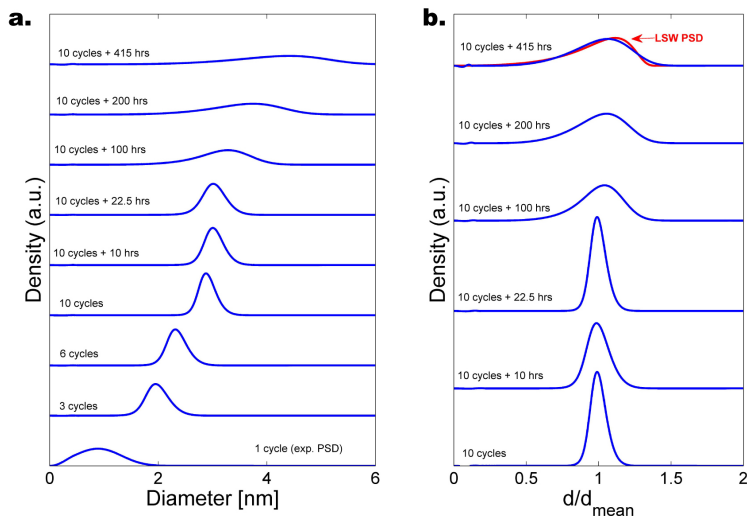 a.
10 cycles + 415 hrs
10 cycles + 200 hrs
10 cycles + 100 hrs
10 cycles + 22.5 hrs
10 cycles + 10 hrs
10 cycles
6 cycles
3 cycles
1 cycle (exp. PSD)
Density (a.u.)
0 2 4 6
Diameter [nm]
b.
LSW PSD
10 cycles + 415 hrs
10 cycles + 200 hrs
10 cycles + 100 hrs
10 cycles + 22.5 hrs
10 cycles + 10 hrs
10 cycles
Density (a.u.)
0 0.5 1 1.5 2
d/dmean